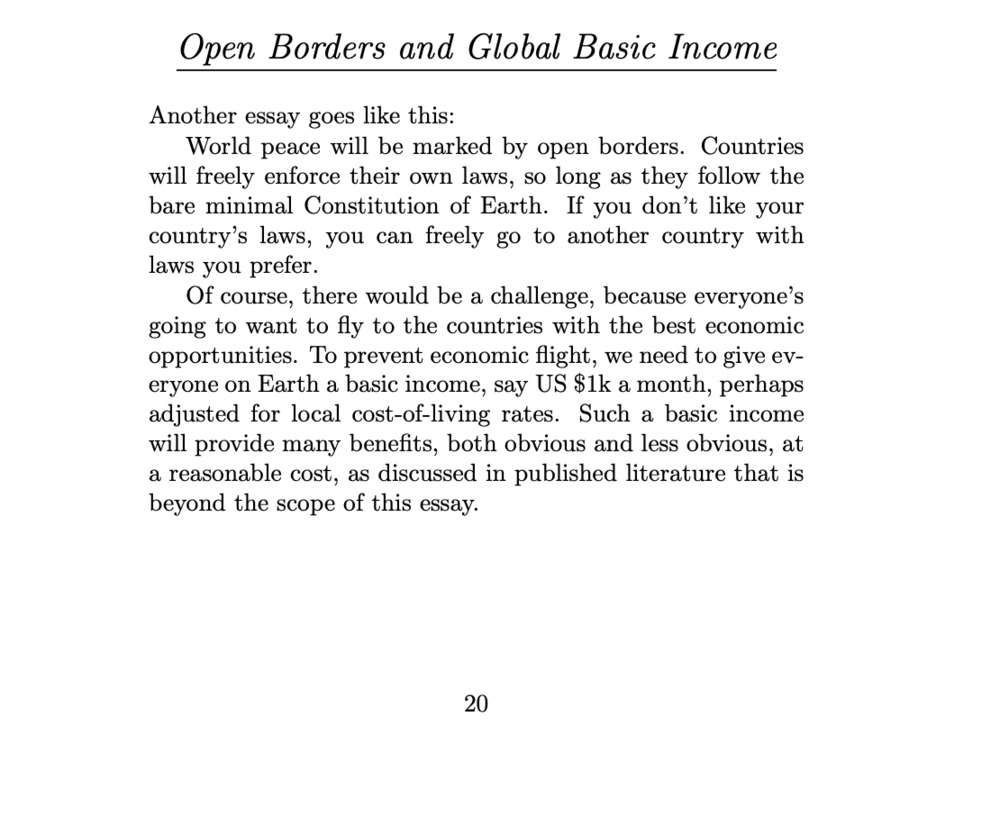 Open Borders and Global Basic Income
Another essay goes like this:
World peace will be marked by open borders. Countries
will freely enforce their own laws, so long as they follow the
bare minimal Constitution of Earth. If you don’t like your
country’s laws, you can freely go to another country with
laws you prefer.
Of course, there would be a challenge, because everyone’s
going to want to fly to the countries with the best economic
opportunities. To prevent economic flight, we need to give ev-
eryone on Earth a basic income, say US $1k a month, perhaps
adjusted for local cost-of-living rates. Such a basic income
will provide many benefits, both obvious and less obvious, at
a reasonable cost, as discussed in published literature that is
beyond the scope of this essay.
20